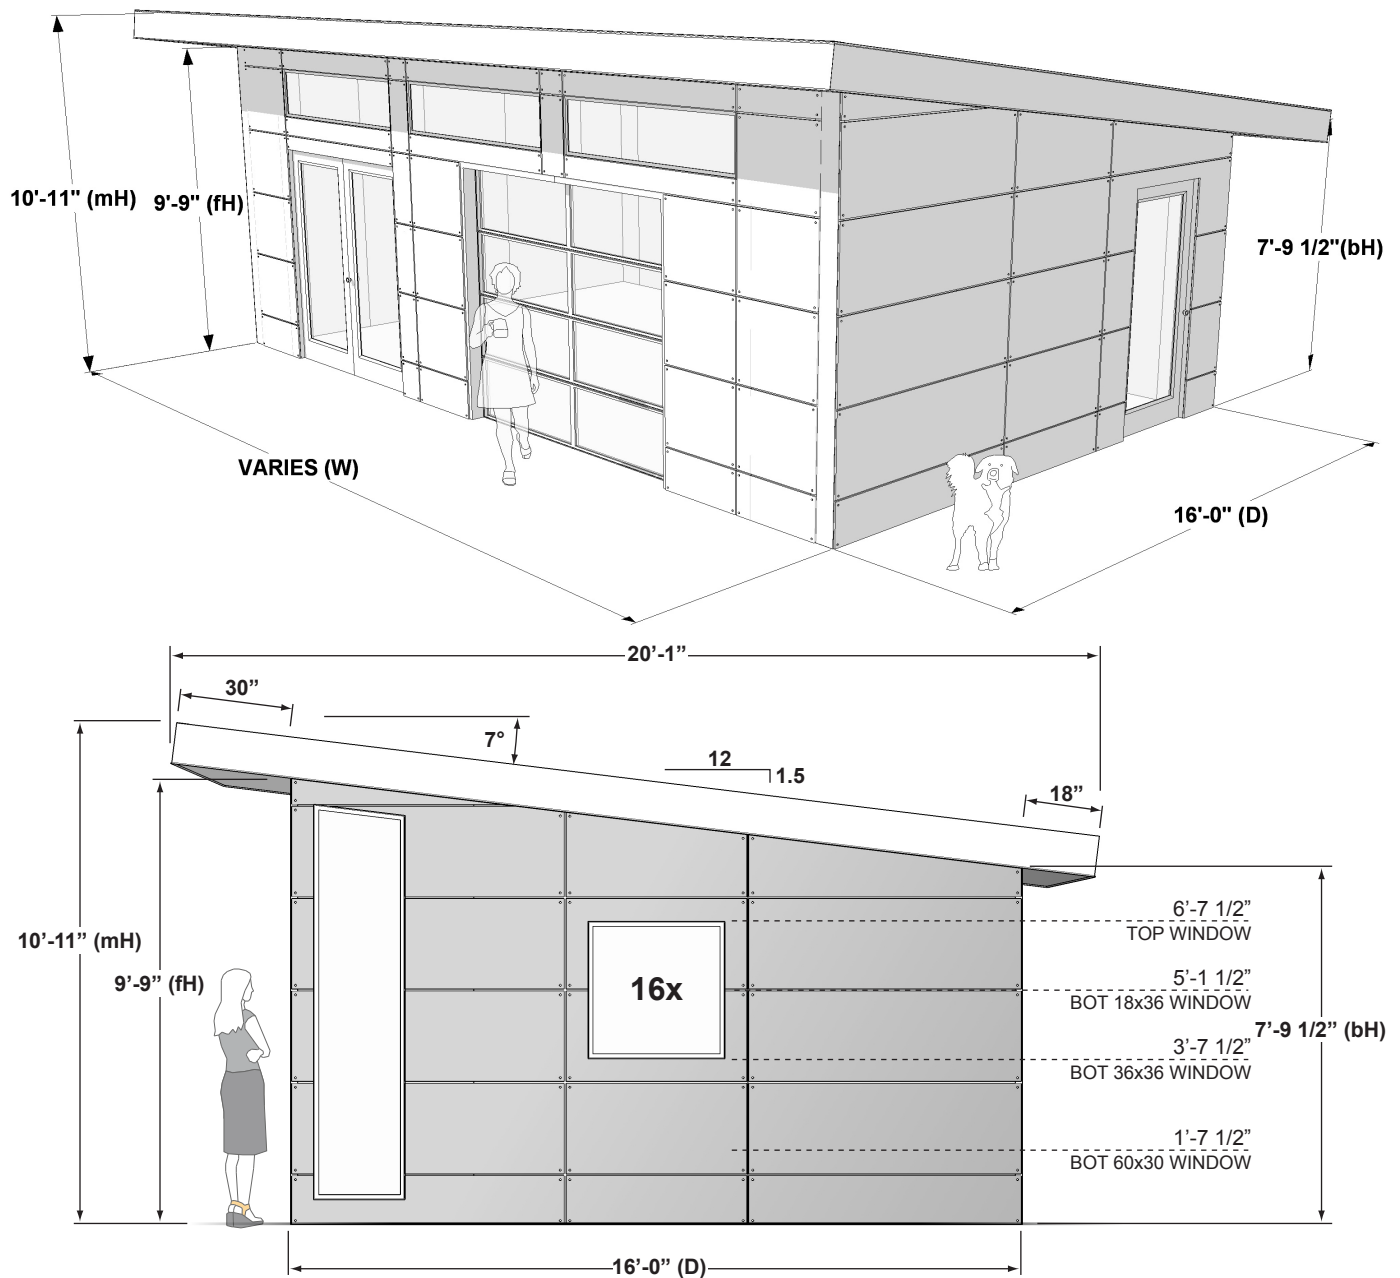 10'-11" (mH)
9'-9" (fH)
7'-9 1/2"(bH)
VARIES (W)
16'-0" (D)
20’-1”
30”
7°
12
1.5
18”
10’-11” (mH)
9’-9” (fH)
16x
6’-7 1/2”
TOP WINDOW
5’-1 1/2”
BOT 18x36 WINDOW
7’-9 1/2” (bH)
3’-7 1/2”
BOT 36x36 WINDOW
1’-7 1/2”
BOT 60x30 WINDOW
16’-0” (D)